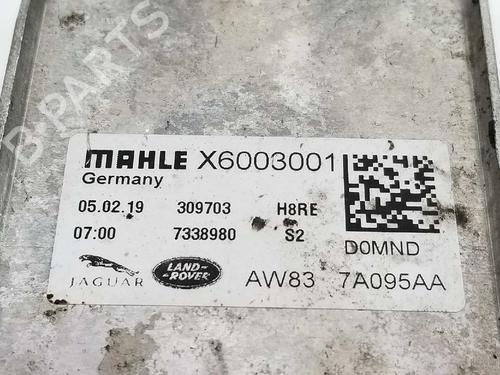 B-PARTS
MAHLE X6003001
Germany
05.02.19 309703 H8RE
07:00 7338980 S2
D0MND
JAGUAR LAND-ROVER AW83 7A095AA